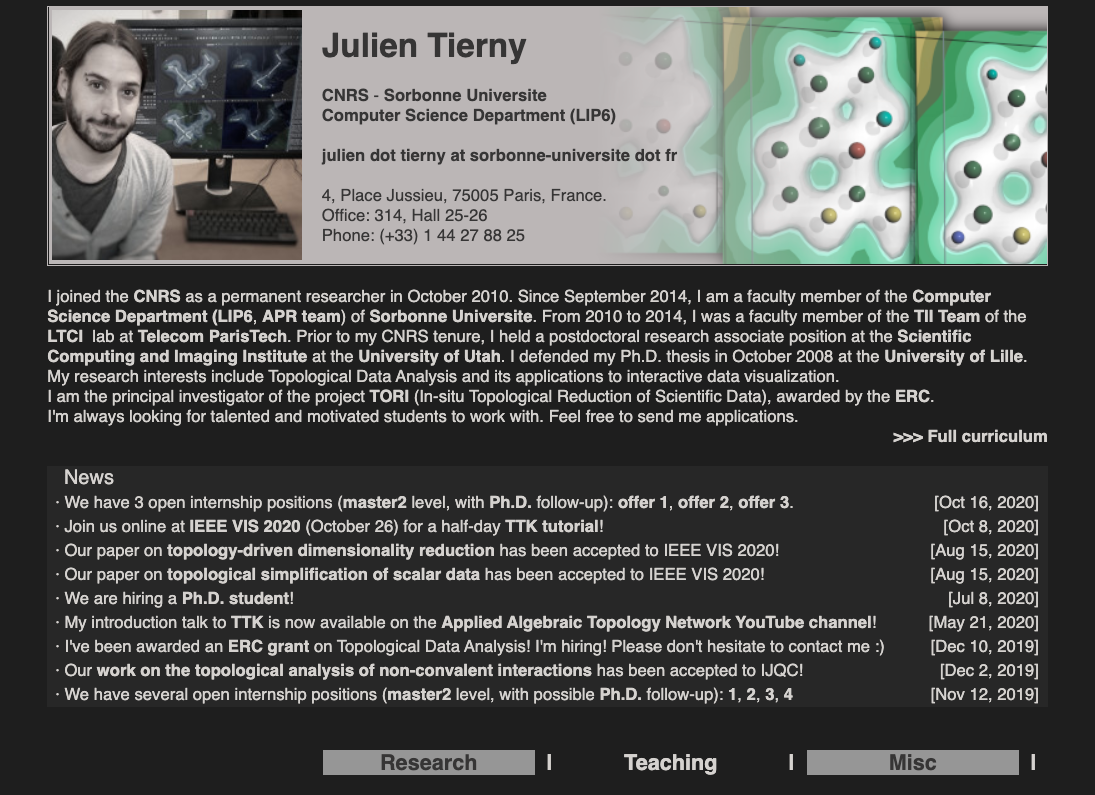 Julien Tierny
CNRS - Sorbonne Universite
Computer Science Department (LIP6)
julien dot tierny at sorbonne-universite dot fr
4, Place Jussieu, 75005 Paris, France.
Office: 314, Hall 25-26
Phone: (+33) 1 44 27 88 25
I joined the CNRS as a permanent researcher in October 2010. Since September 2014, I am a faculty member of the Computer
Science Department (LIP6, APR team) of Sorbonne Universite. From 2010 to 2014, I was a faculty member of the TII Team of the
LTCI lab at Telecom ParisTech. Prior to my CNRS tenure, I held a postdoctoral research associate position at the Scientific
Computing and Imaging Institute at the University of Utah. I defended my Ph.D. thesis in October 2008 at the University of Lille.
My research interests include Topological Data Analysis and its applications to interactive data visualization.
I am the principal investigator of the project TORI (In-situ Topological Reduction of Scientific Data), awarded by the ERC.
I'm always looking for talented and motivated students to work with. Feel free to send me applications.
>>> Full curriculum
News
· We have 3 open internship positions (master2 level, with Ph.D. follow-up): offer 1, offer 2, offer 3. [Oct 16, 2020]
· Join us online at IEEE VIS 2020 (October 26) for a half-day TTK tutorial! [Oct 8, 2020]
· Our paper on topology-driven dimensionality reduction has been accepted to IEEE VIS 2020! [Aug 15, 2020]
· Our paper on topological simplification of scalar data has been accepted to IEEE VIS 2020! [Aug 15, 2020]
· We are hiring a Ph.D. student! [Jul 8, 2020]
· My introduction talk to TTK is now available on the Applied Algebraic Topology Network YouTube channel! [May 21, 2020]
· I've been awarded an ERC grant on Topological Data Analysis! I'm hiring! Please don't hesitate to contact me :) [Dec 10, 2019]
· Our work on the topological analysis of non-convalent interactions has been accepted to IJQC! [Dec 2, 2019]
· We have several open internship positions (master2 level, with possible Ph.D. follow-up): 1, 2, 3, 4 [Nov 12, 2019]
Research | Teaching | Misc |